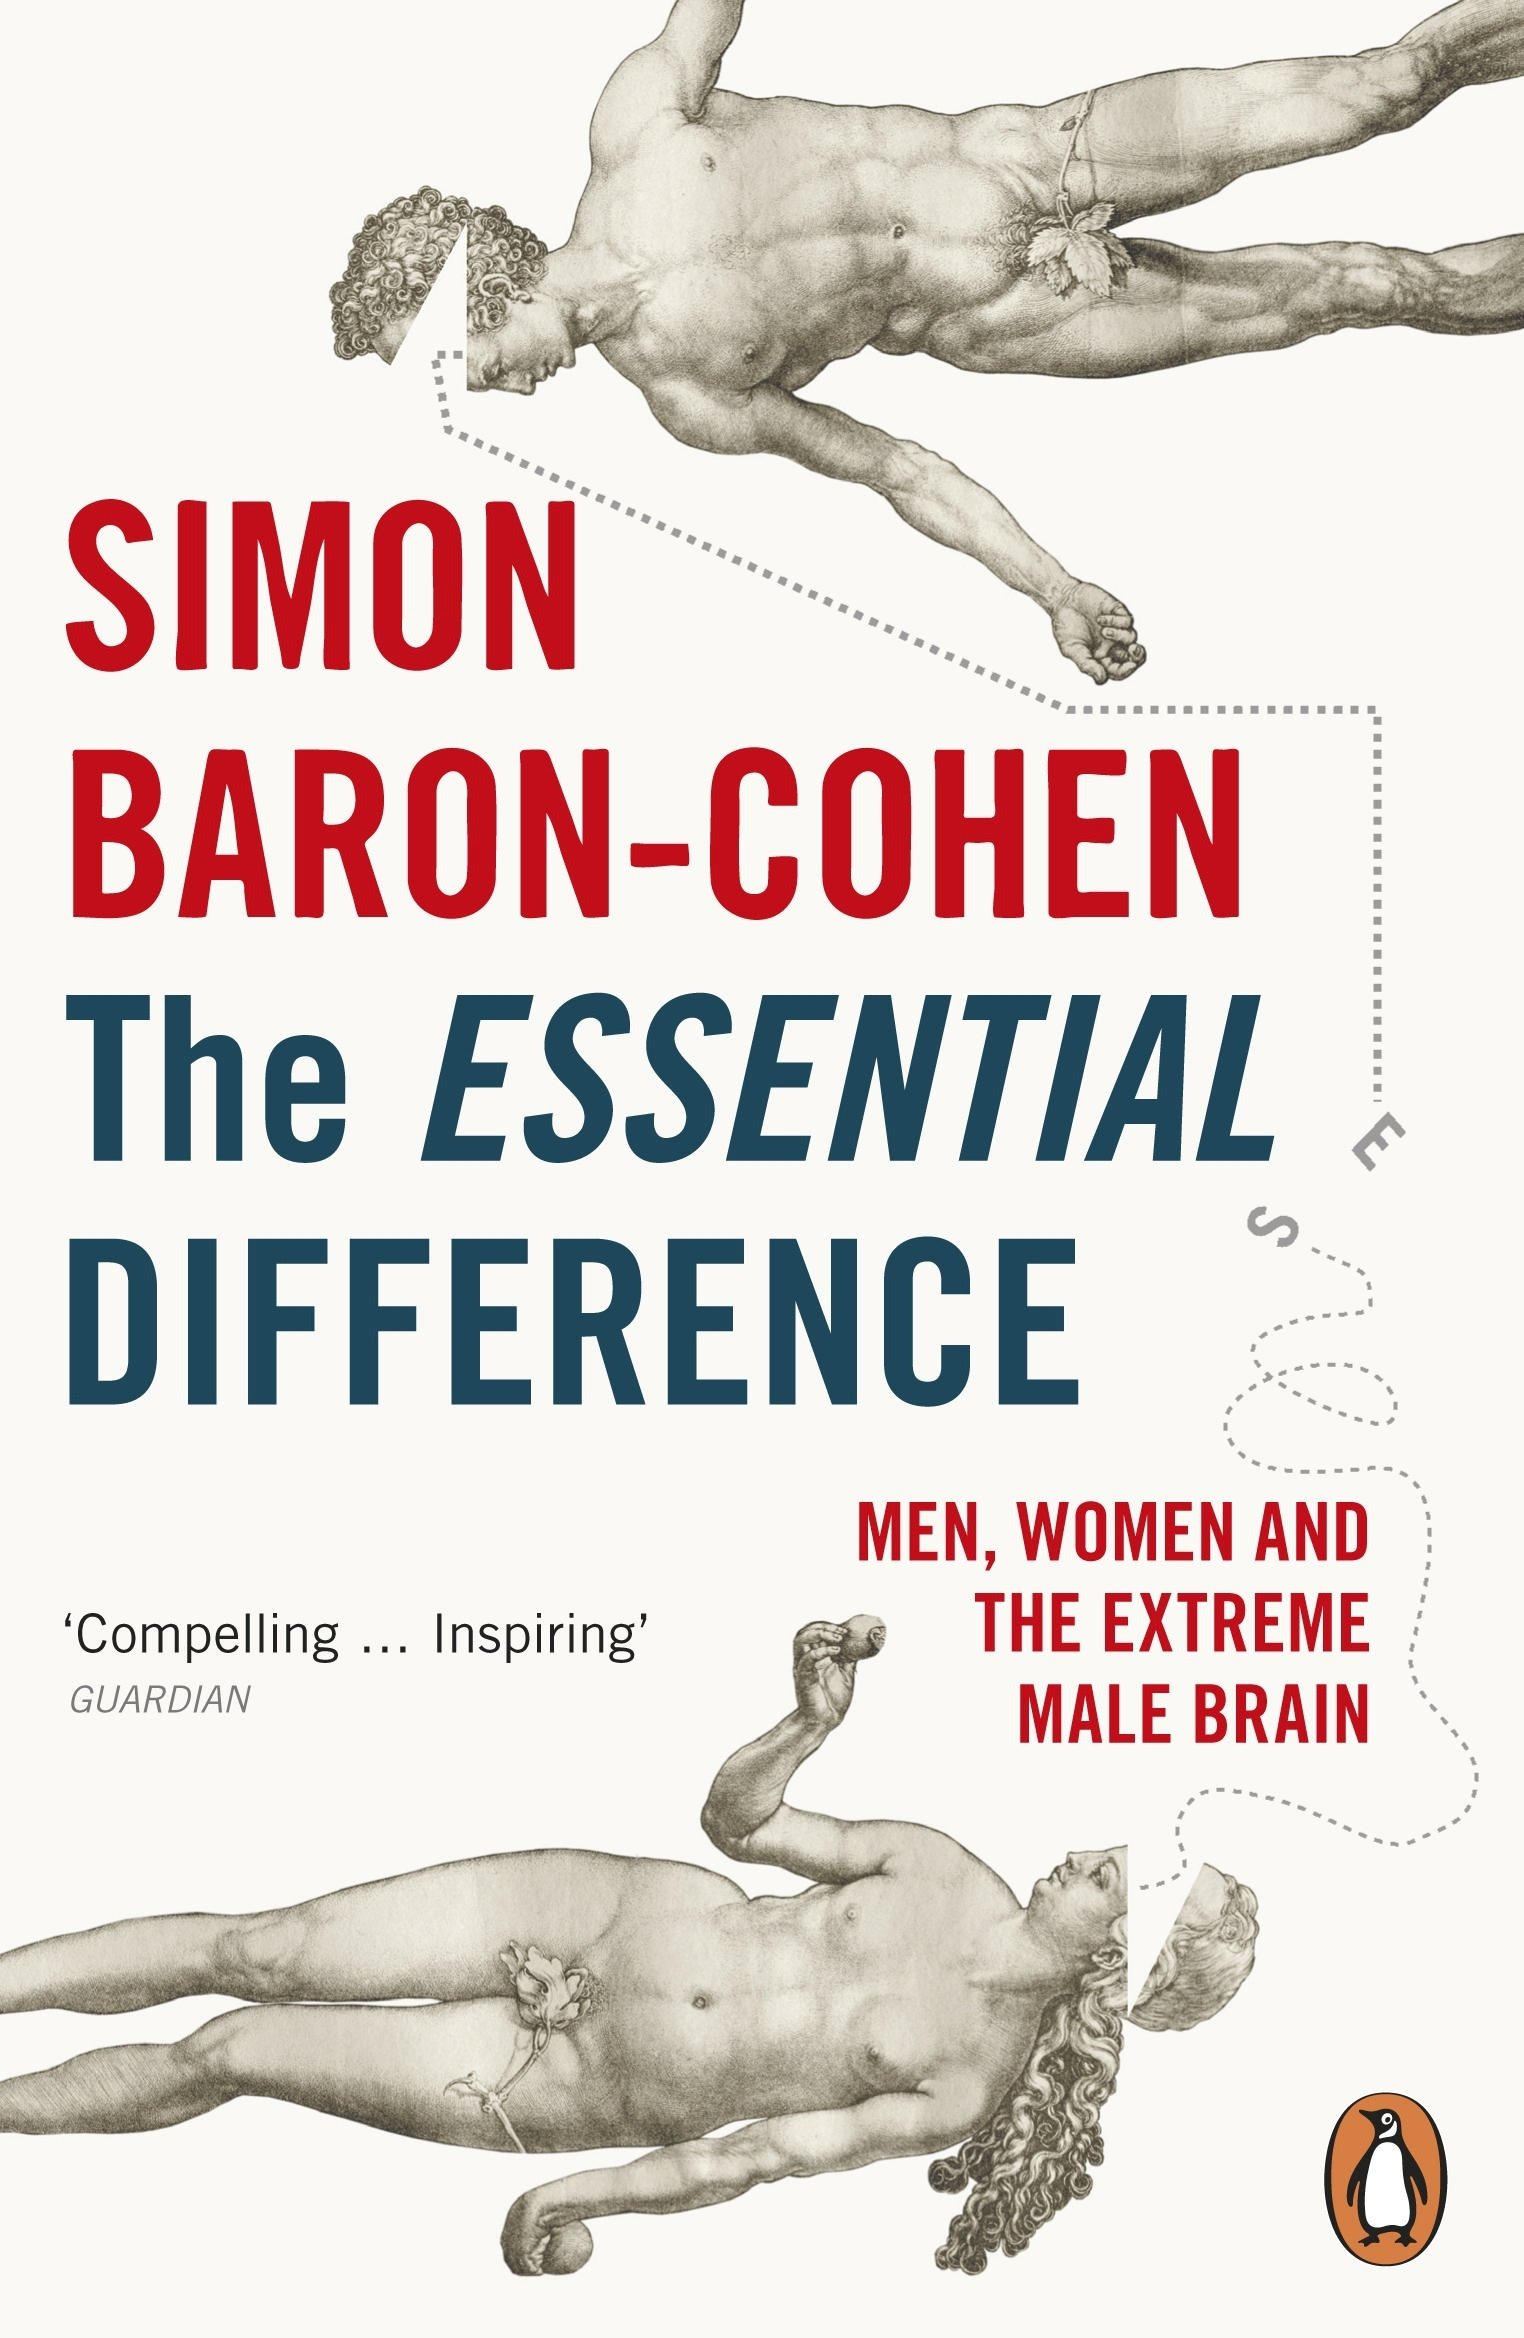 SIMON
BARON-COHEN
The ESSENTIAL
DIFFERENCE
E
S
MEN, WOMEN AND
THE EXTREME
MALE BRAIN
‘Compelling ... Inspiring’
GUARDIAN